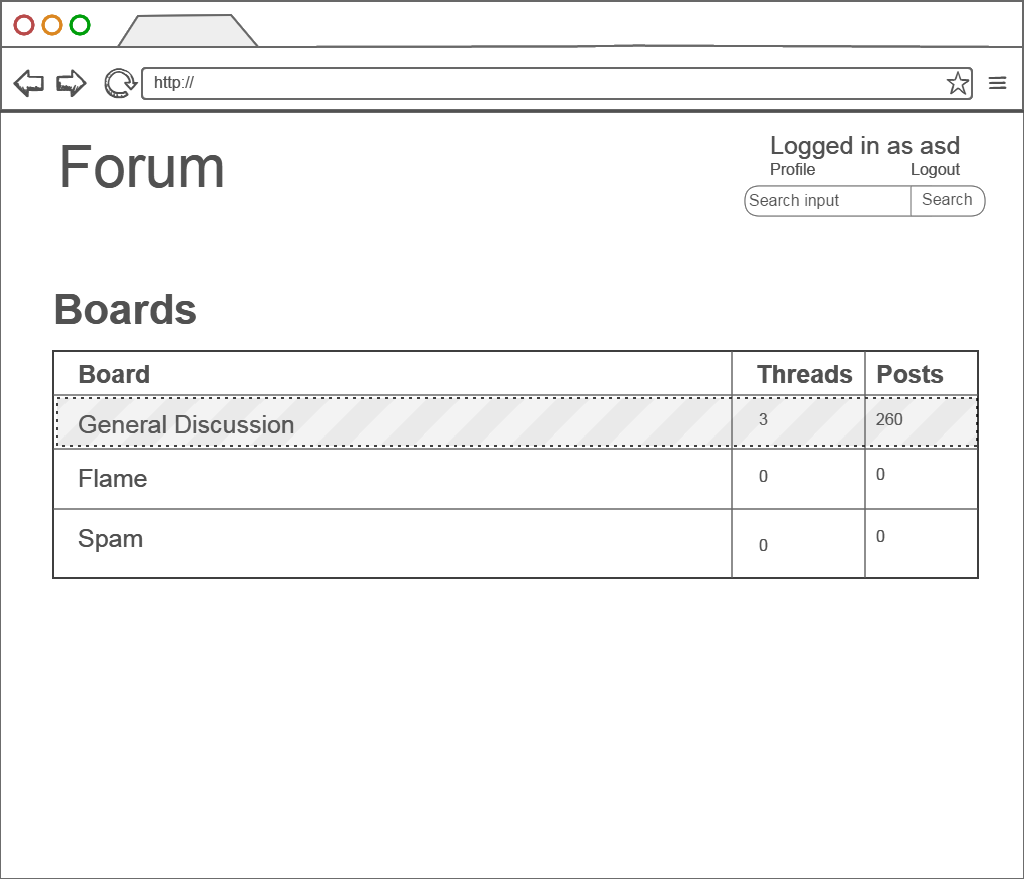 http://
Forum
Logged in as asd
Profile Logout
Search input Search
Boards
Board Threads Posts
General Discussion 3 260
Flame 0 0
Spam 0 0